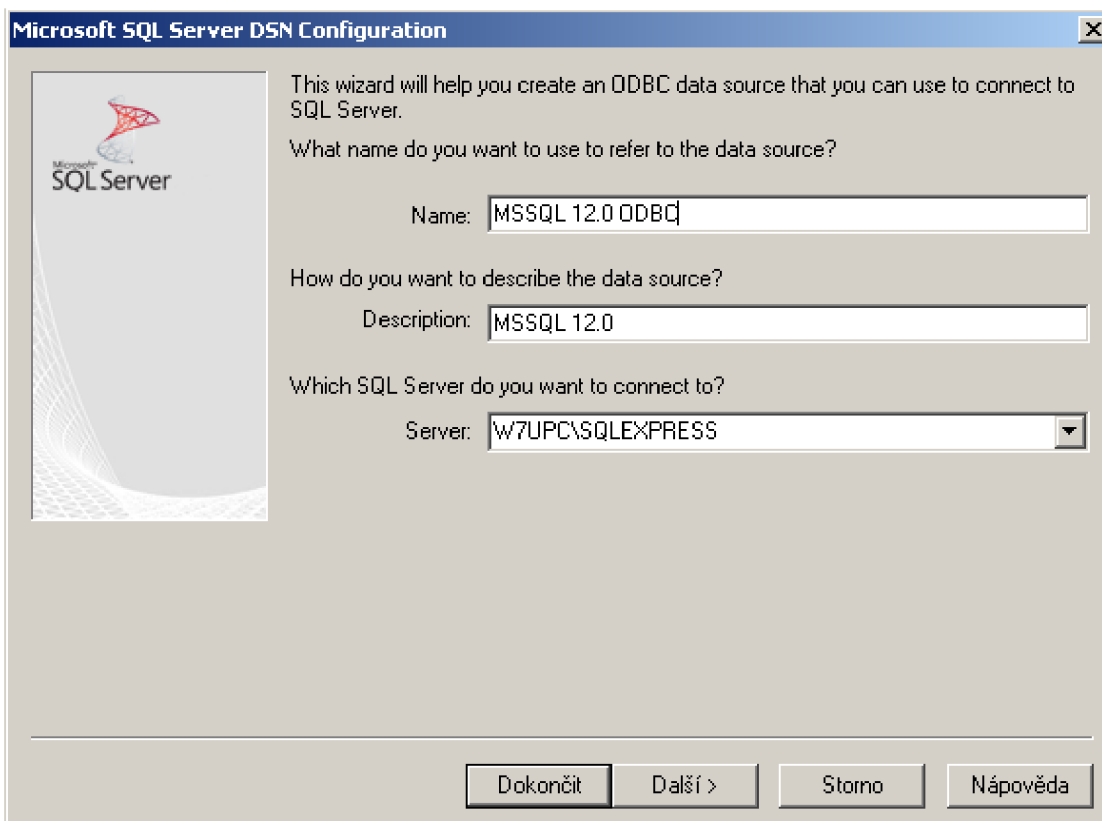 Microsoft SQL Server DSN Configuration
This wizard will help you create an ODBC data source that you can use to connect to
SQL Server.
What name do you want to use to refer to the data source?
Microsoft
SQL Server
Name: MSSQL 12.0 ODBC
How do you want to describe the data source?
Description: MSSQL 12.0
Which SQL Server do you want to connect to?
Server: W7UPC\SQLEXPRESS
Dokončit Další > Storno Nápověda